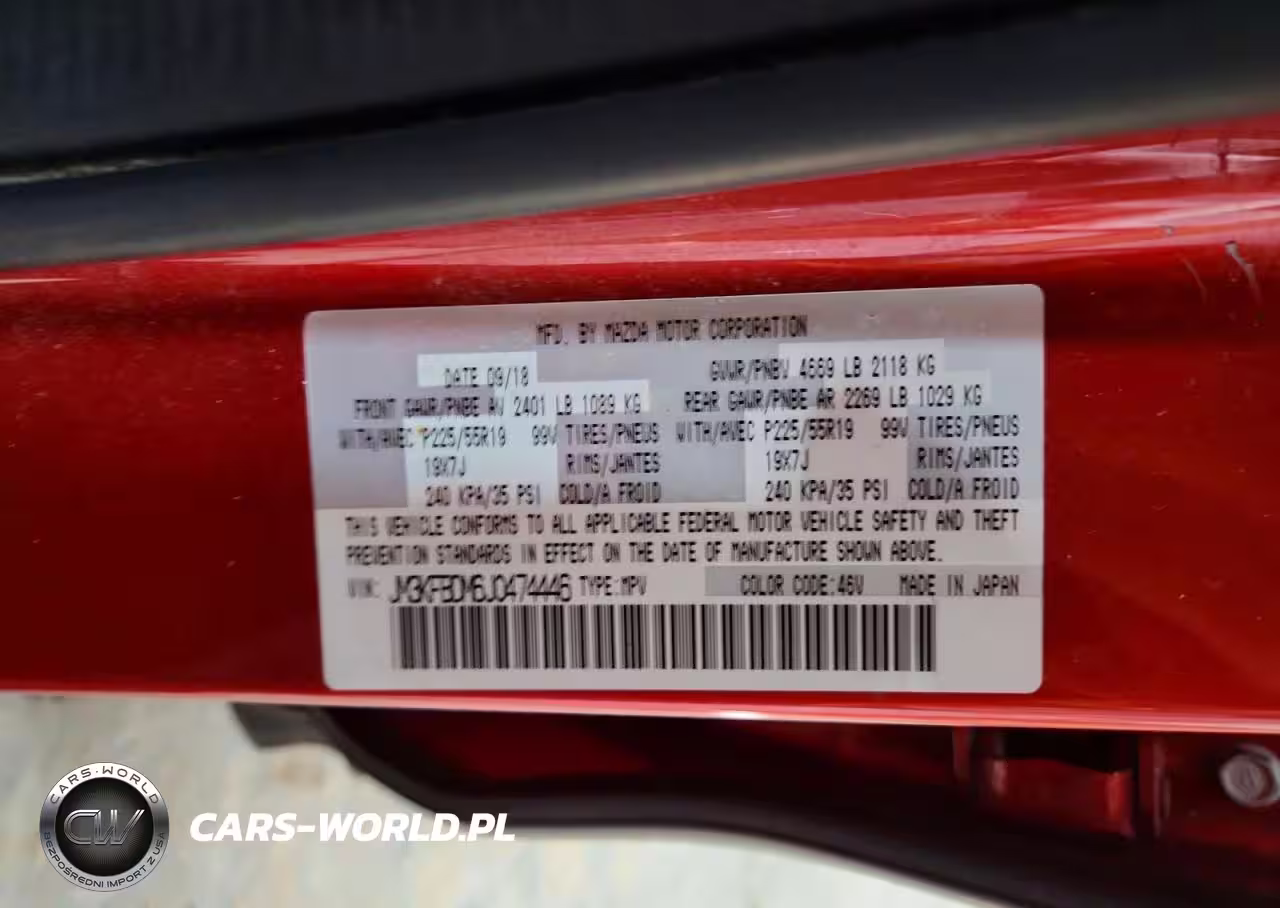 MFD. BY MAZDA MOTOR CORPORATION
DATE 09/18 GVWR/PNBV 4669 LB 2118 KG
FRONT GAWR/PNBE AV 2401 LB 1089 KG REAR GAWR/PNBE AR 2269 LB 1029 KG
WITH/AVEC P225/55R19 99V TIRES/PNEUS WITH/AVEC P225/55R19 99V TIRES/PNEUS
19X7J RIMS/JANTES 19X7J RIMS/JANTES
240 KPA/35 PSI COLD/A FROID 240 KPA/35 PSI COLD/A FROID
THIS VEHICLE CONFORMS TO ALL APPLICABLE FEDERAL MOTOR VEHICLE SAFETY AND THEFT
PREVENTION STANDARDS IN EFFECT ON THE DATE OF MANUFACTURE SHOWN ABOVE.
VIN: JM3KFBDM6J0474446 TYPE:MPV COLOR CODE:46V MADE IN JAPAN
CARS-WORLD
CW
BEZPOŚREDNI IMPORT Z USA
CARS-WORLD.PL